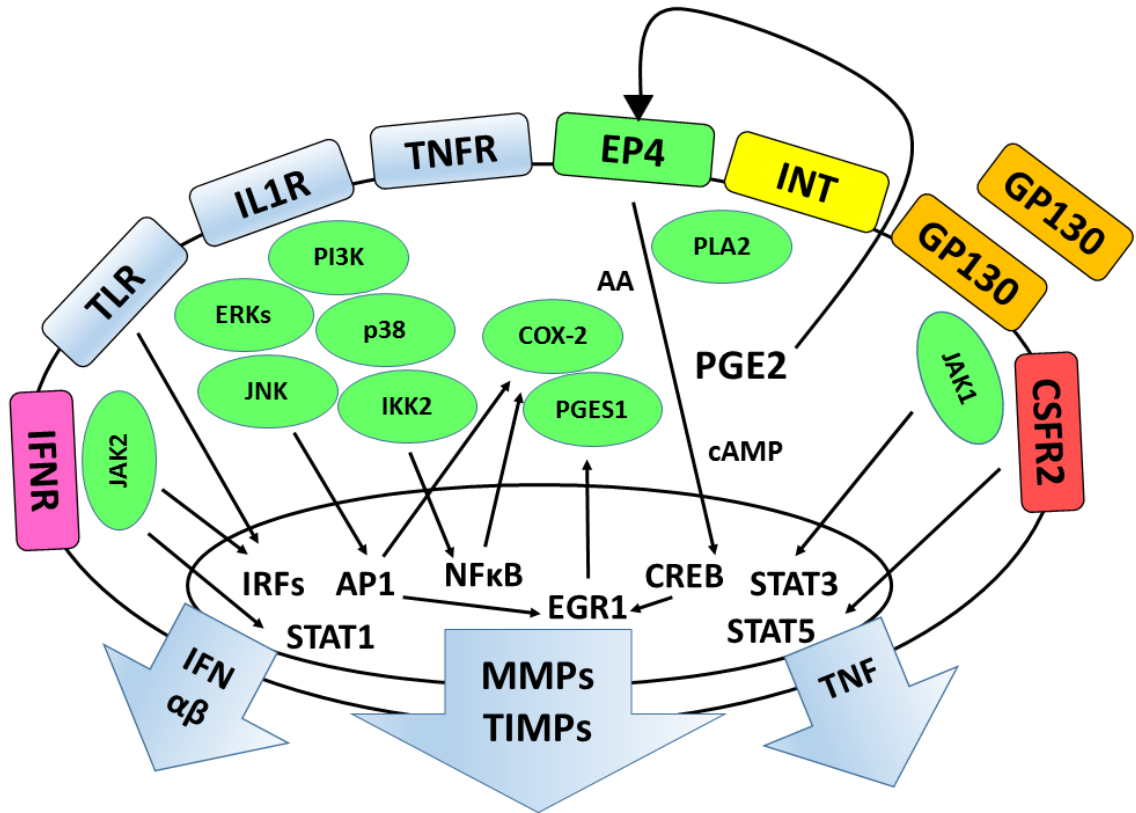 EP4
TNFR
INT
IL1R
GP130
GP130
TLR
PI3K
PLA2
ERKs
p38
AA
COX-2
PGE2
JAK1
JNK
IKK2
PGES1
CSFR2
IFNR
JAK2
cAMP
IRFs
AP1
NFκB
EGR1
CREB
STAT3
STAT1
STAT5
IFN
αβ
MMPs
TIMPs
TNF